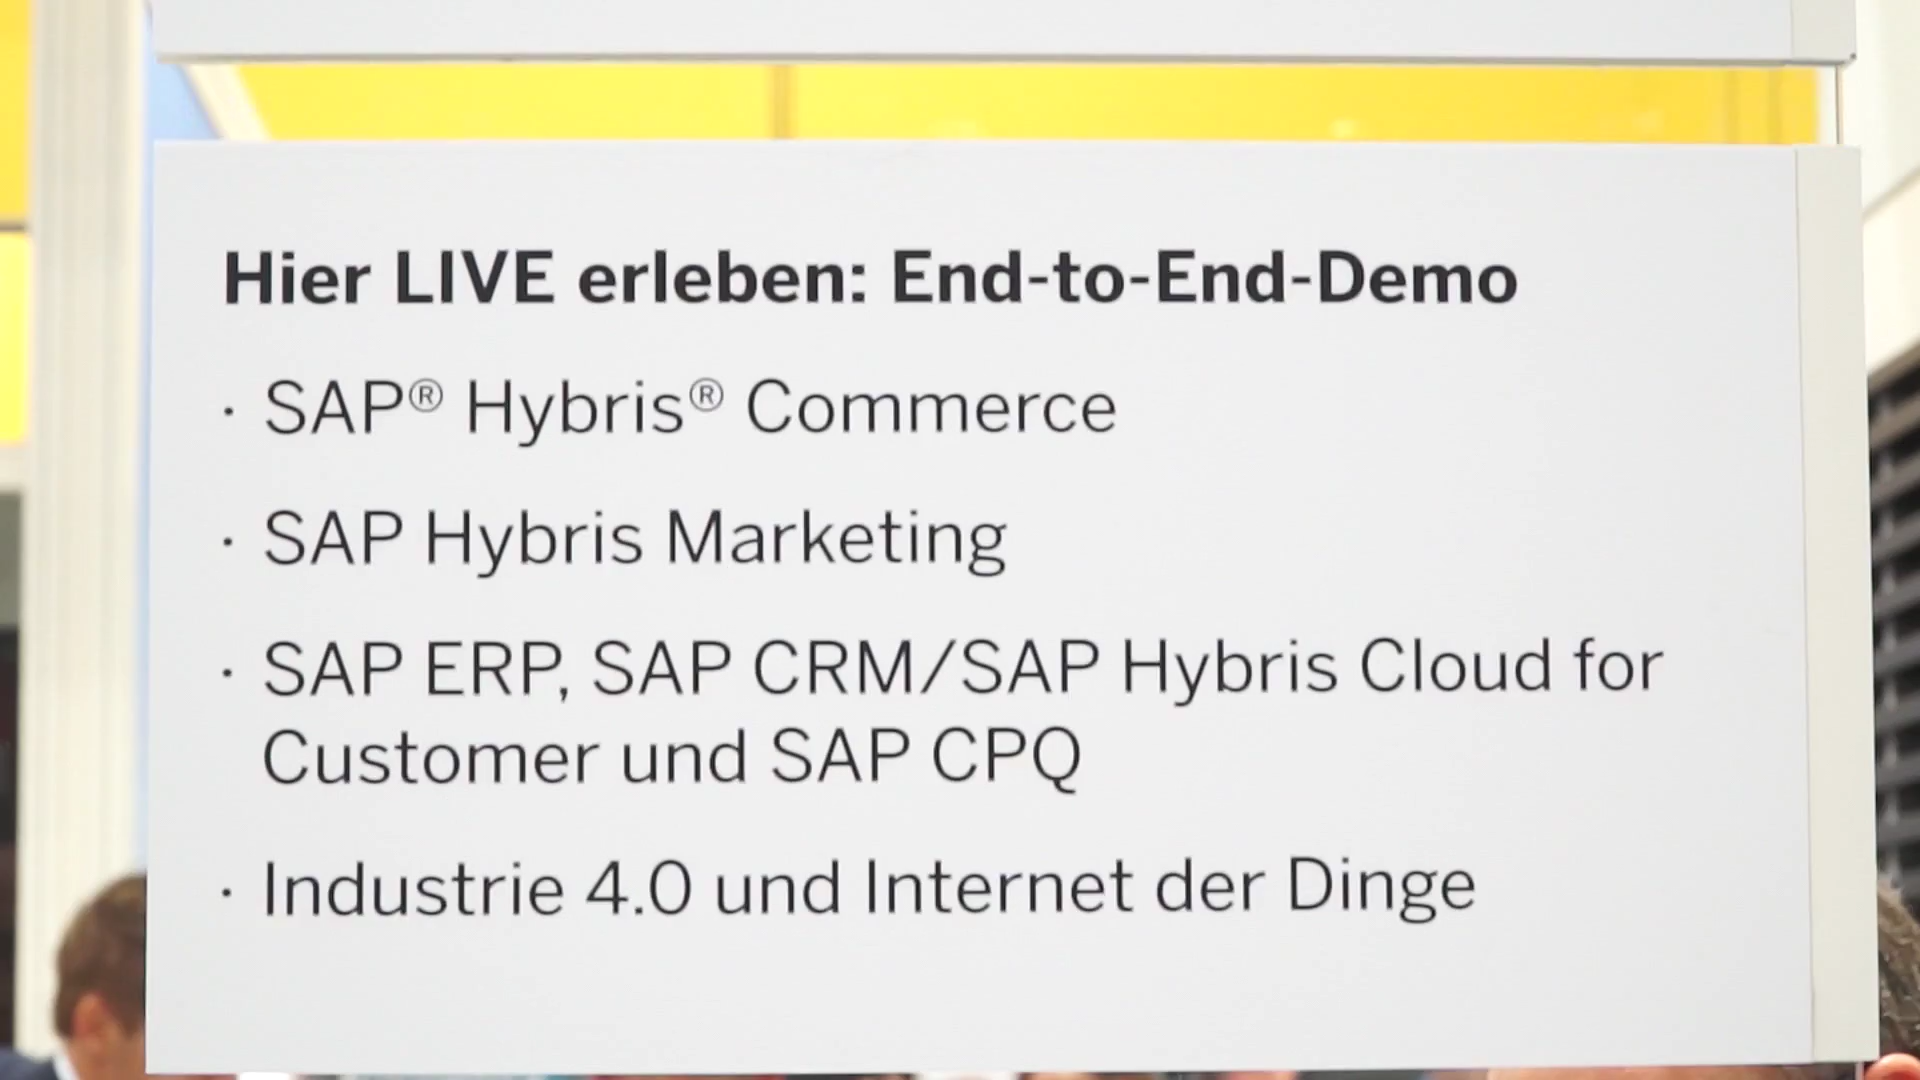 Hier LIVE erleben: End-to-End-Demo
· SAP® Hybris® Commerce
· SAP Hybris Marketing
· SAP ERP, SAP CRM/SAP Hybris Cloud for
Customer und SAP CPQ
· Industrie 4.0 und Internet der Dinge